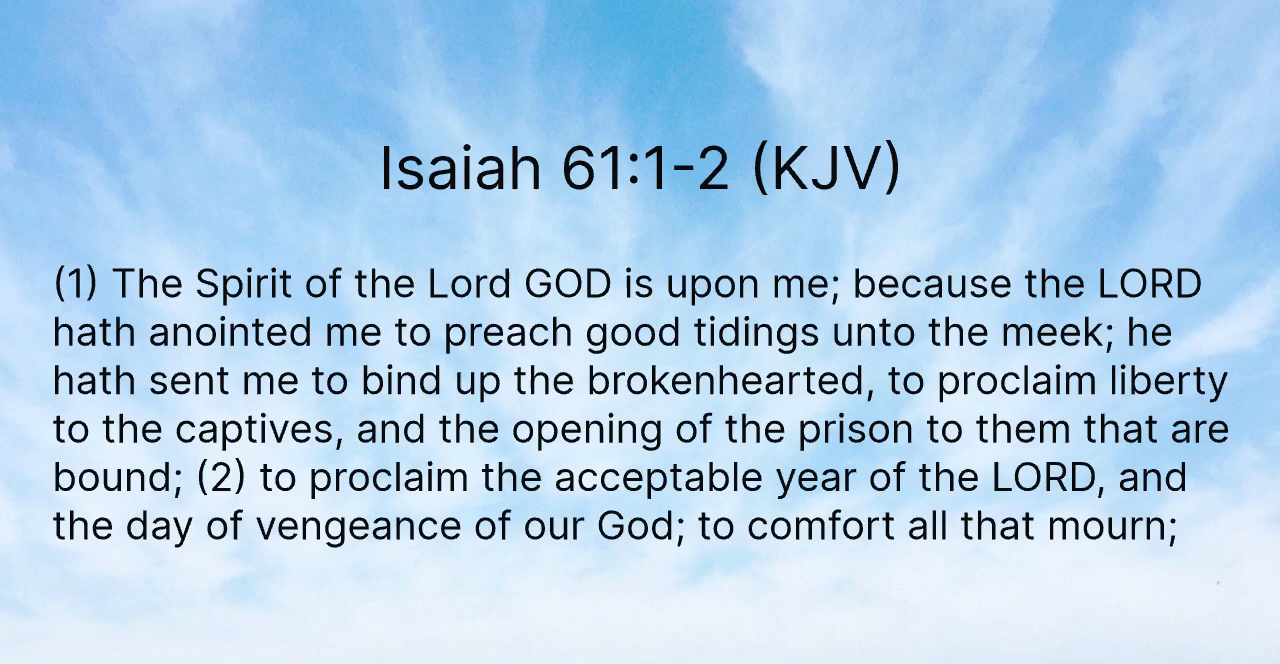 Isaiah 61:1-2 (KJV)
(1) The Spirit of the Lord GOD is upon me; because the LORD
hath anointed me to preach good tidings unto the meek; he
hath sent me to bind up the brokenhearted, to proclaim liberty
to the captives, and the opening of the prison to them that are
bound; (2) to proclaim the acceptable year of the LORD, and
the day of vengeance of our God; to comfort all that mourn;